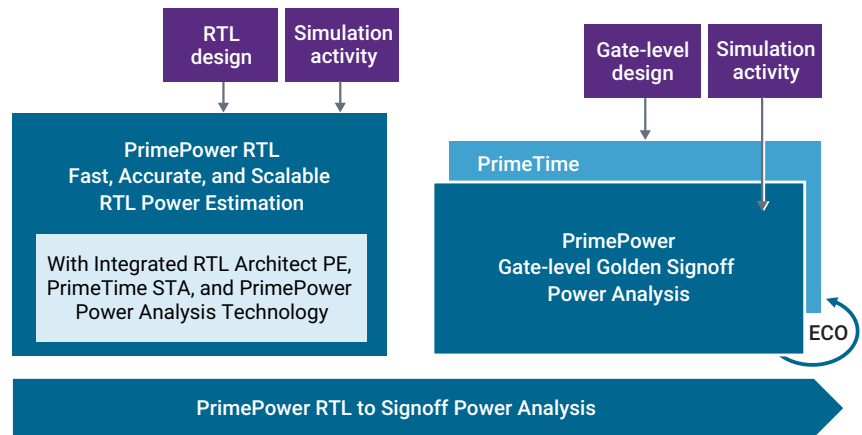 RTL
design
Simulation
activity
Gate-level
design
Simulation
activity
PrimePower RTL
Fast, Accurate, and Scalable
RTL Power Estimation
With Integrated RTL Architect PE,
PrimeTime STA, and PrimePower
Power Analysis Technology
PrimeTime
PrimePower
Gate-level Golden Signoff
Power Analysis
ECO
PrimePower RTL to Signoff Power Analysis